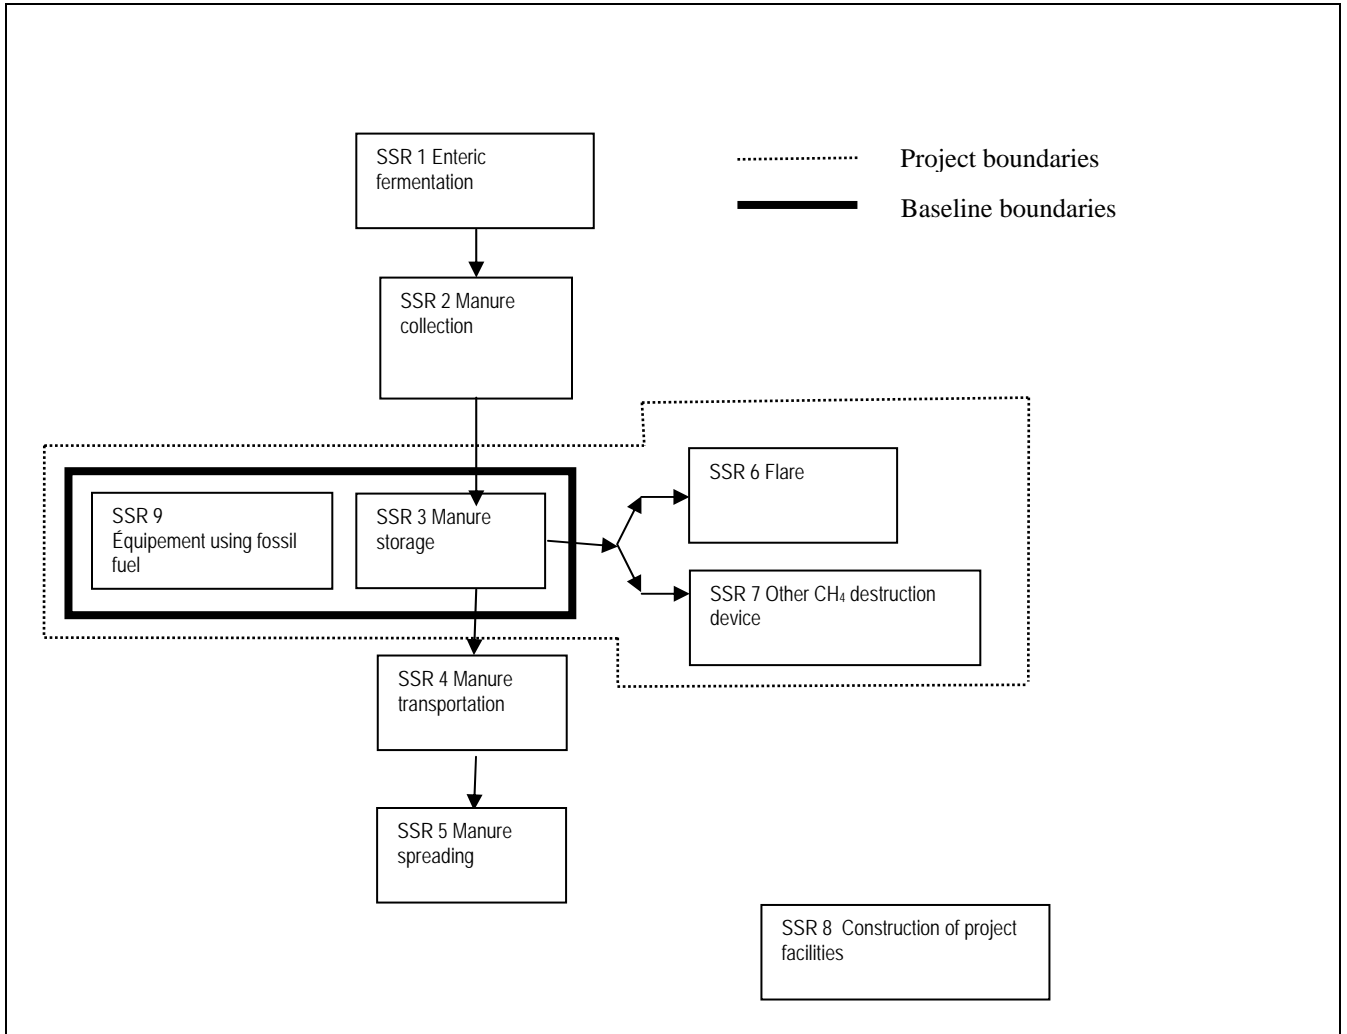 SSR 1 Enteric
fermentation
Project boundaries
Baseline boundaries
SSR 2 Manure
collection
SSR 9
Équipement using fossil
fuel
SSR 3 Manure
storage
SSR 6 Flare
SSR 7 Other CH₄ destruction
device
SSR 4 Manure
transportation
SSR 5 Manure
spreading
SSR 8 Construction of project
facilities